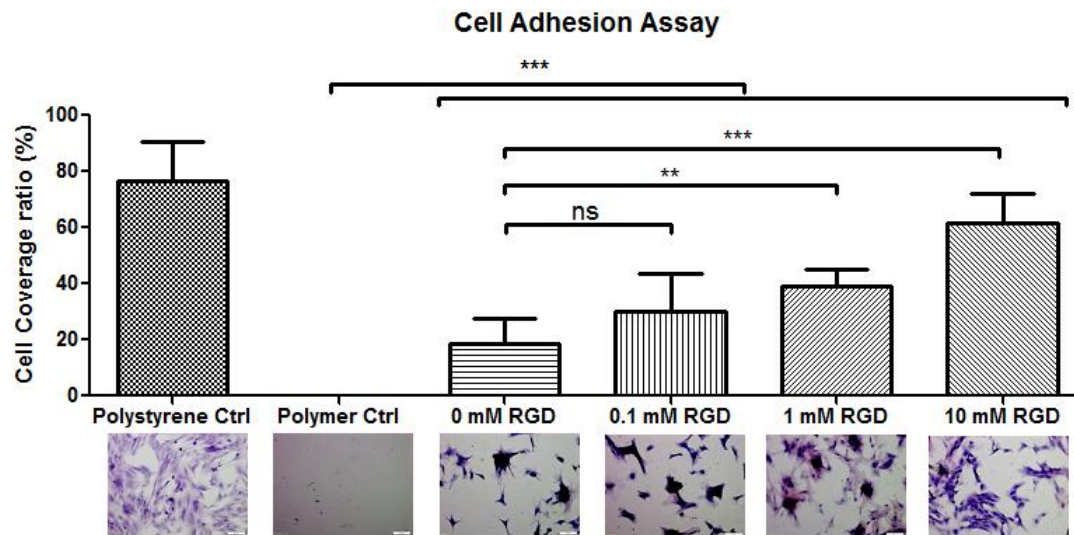 Cell Adhesion Assay
***
***
**
ns
Cell Coverage ratio (%)
100
80
60
40
20
0
Polystyrene Ctrl Polymer Ctrl 0 mM RGD 0.1 mM RGD 1 mM RGD 10 mM RGD